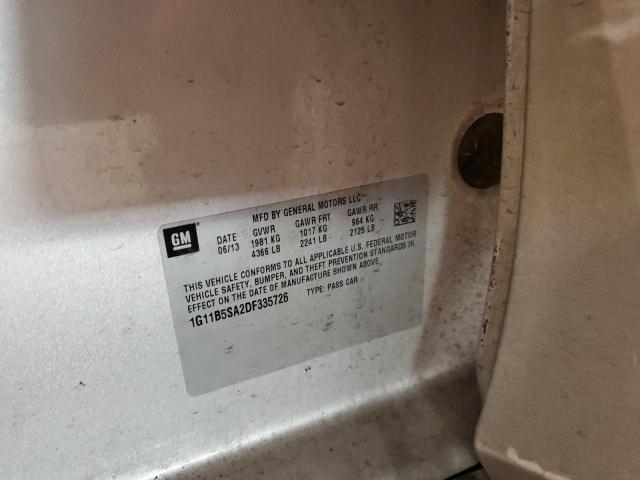 GM
MFD BY GENERAL MOTORS LLC
DATE GVWR GAWR FRT GAWR RR
06/13 1981 KG 1017 KG 964 KG
4366 LB 2241 LB 2125 LB
THIS VEHICLE CONFORMS TO ALL APPLICABLE U.S. FEDERAL MOTOR
VEHICLE SAFETY, BUMPER, AND THEFT PREVENTION STANDARDS IN
EFFECT ON THE DATE OF MANUFACTURE SHOWN ABOVE.
1G11B5SA2DF335726 TYPE: PASS CAR